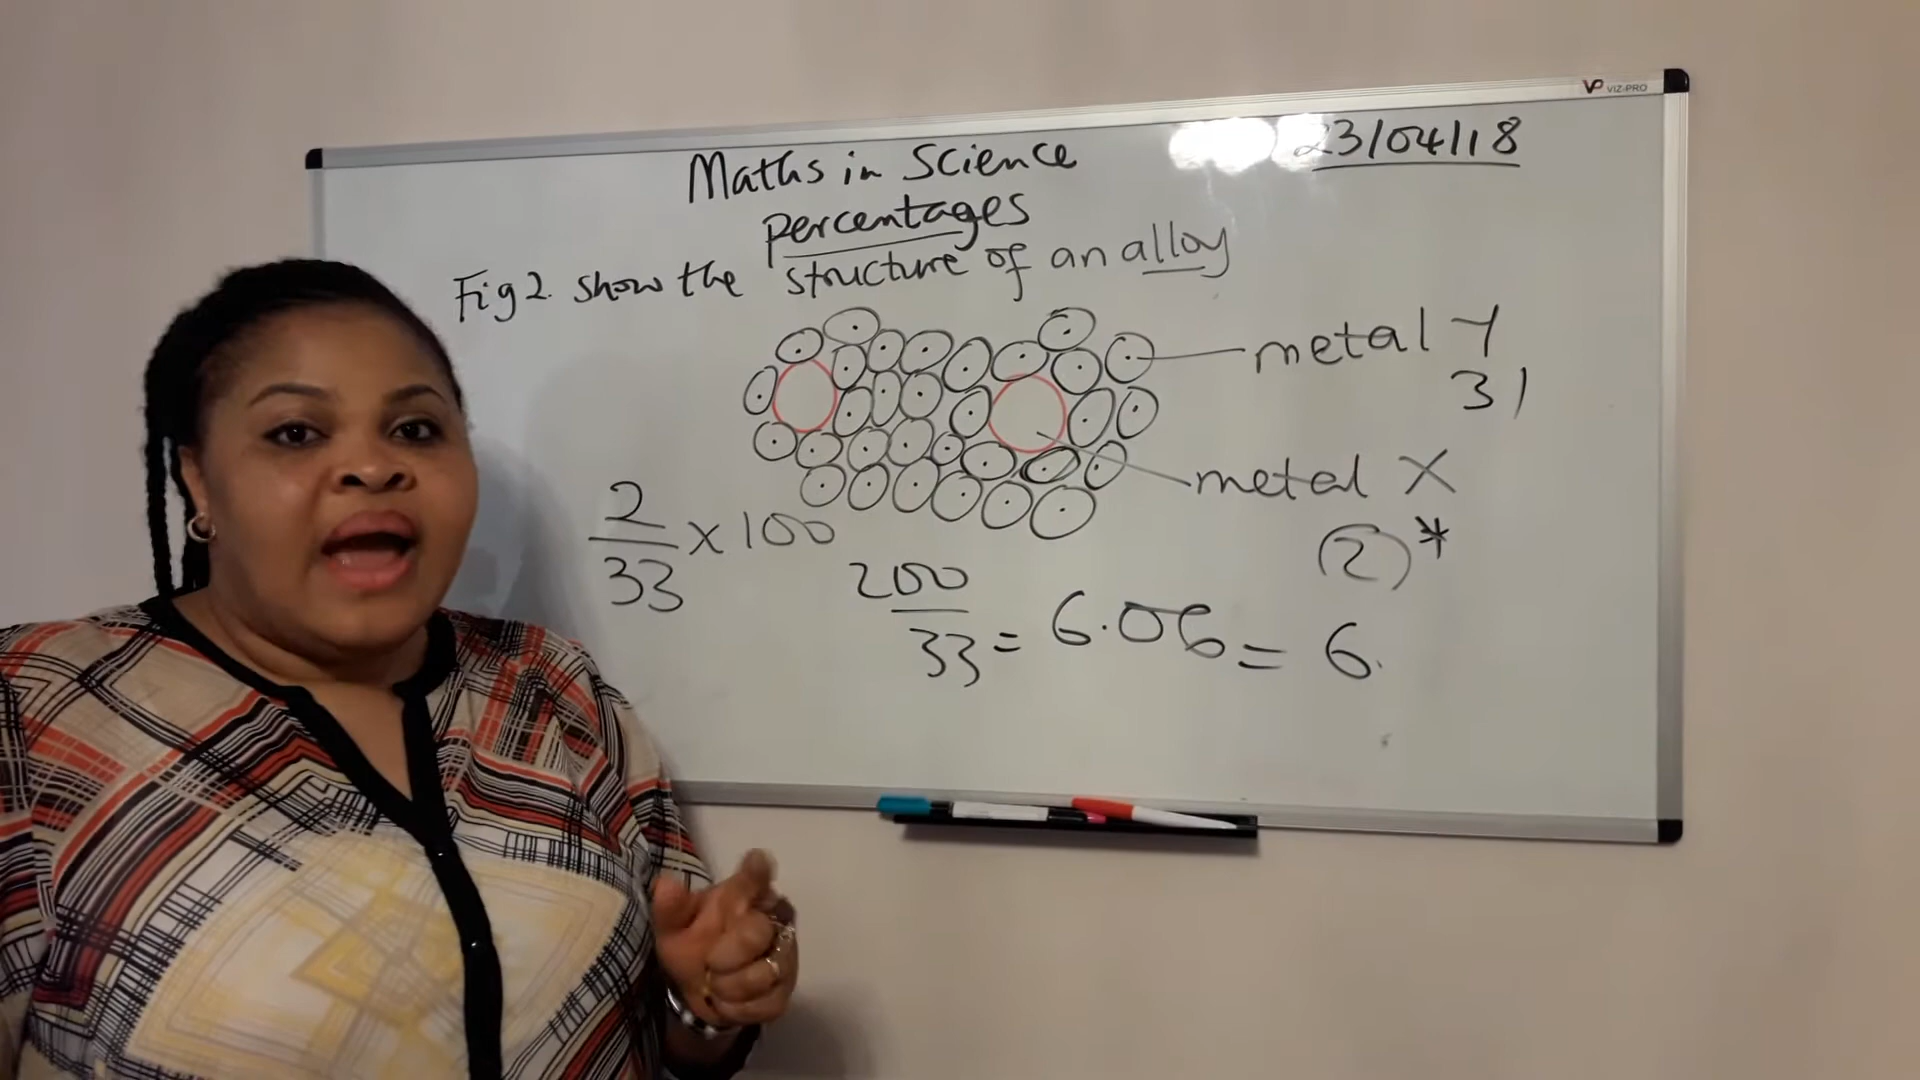 VP VIZ-PRO
23/04/18
Maths in Science
percentages
Fig 2. show the structure of an alloy
metal Y
31
metal X
(2)*
2/33 x 100
200/33 = 6.06 = 6.